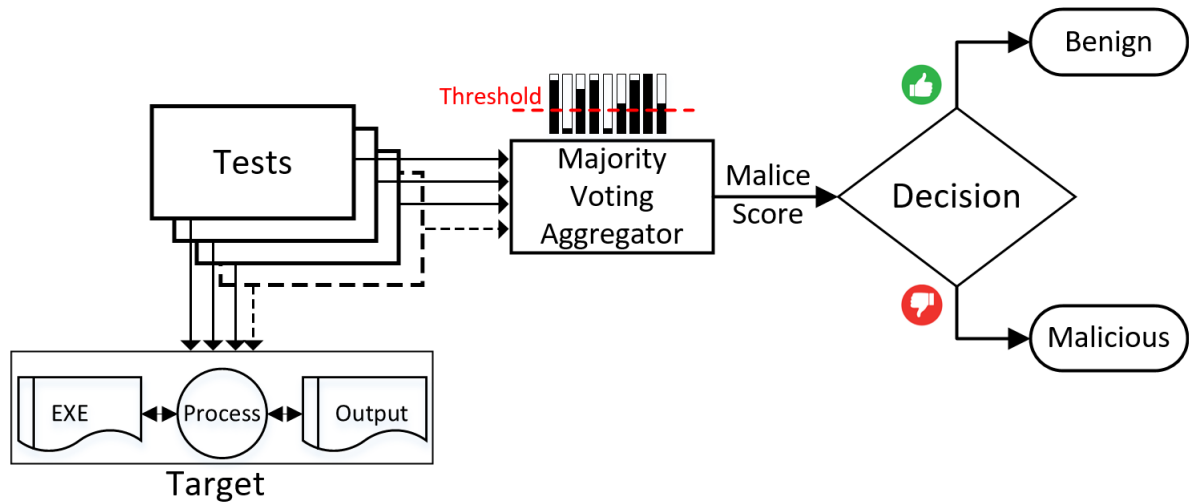 Benign
Threshold
Tests
Majority
Voting
Aggregator
Malice
Score
Decision
Malicious
EXE
Process
Output
Target